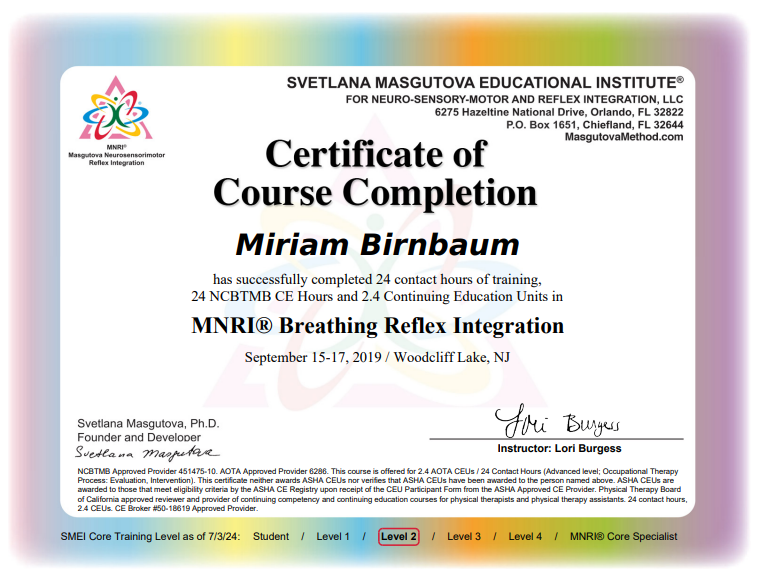 SVETLANA MASGUTOVA EDUCATIONAL INSTITUTE®
FOR NEURO-SENSORY-MOTOR AND REFLEX INTEGRATION, LLC
6275 Hazeltine National Drive, Orlando, FL 32822
P.O. Box 1651, Chiefland, FL 32644
MasgutovaMethod.com
MNRI®
Masgutova Neurosensorimotor
Reflex Integration
Certificate of
Course Completion
Miriam Birnbaum
has successfully completed 24 contact hours of training,
24 NCBTMB CE Hours and 2.4 Continuing Education Units in
MNRI® Breathing Reflex Integration
September 15-17, 2019 / Woodcliff Lake, NJ
Svetlana Masgutova, Ph.D.
Founder and Developer
Svetlana Masgutova
Lori Burgess
Instructor: Lori Burgess
NCBTMB Approved Provider 451475-10. AOTA Approved Provider 6286. This course is offered for 2.4 AOTA CEUs / 24 Contact Hours (Advanced level; Occupational Therapy
Process: Evaluation, Intervention). This certificate neither awards ASHA CEUs nor verifies that ASHA CEUs have been awarded to the person named above. ASHA CEUs are
awarded to those that meet eligibility criteria by the ASHA CE Registry upon receipt of the CEU Participant Form from the ASHA Approved CE Provider. Physical Therapy Board
of California approved reviewer and provider of continuing competency and continuing education courses for physical therapists and physical therapy assistants. 24 contact hours,
2.4 CEUs. CE Broker #50-18619 Approved Provider.
SMEI Core Training Level as of 7/3/24: Student / Level 1 / Level 2 / Level 3 / Level 4 / MNRI® Core Specialist